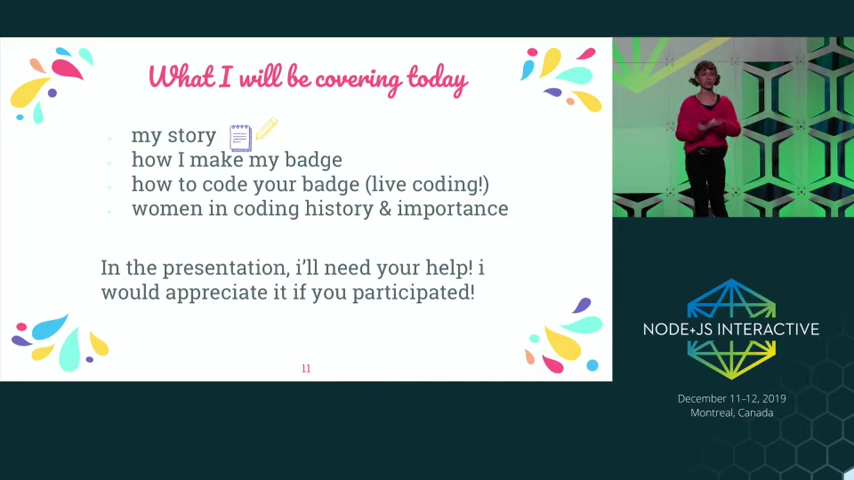 What I will be covering today
my story
how I make my badge
how to code your badge (live coding!)
women in coding history & importance
In the presentation, i’ll need your help! i
would appreciate it if you participated!
11
NODE+JS INTERACTIVE
December 11–12, 2019
Montreal, Canada